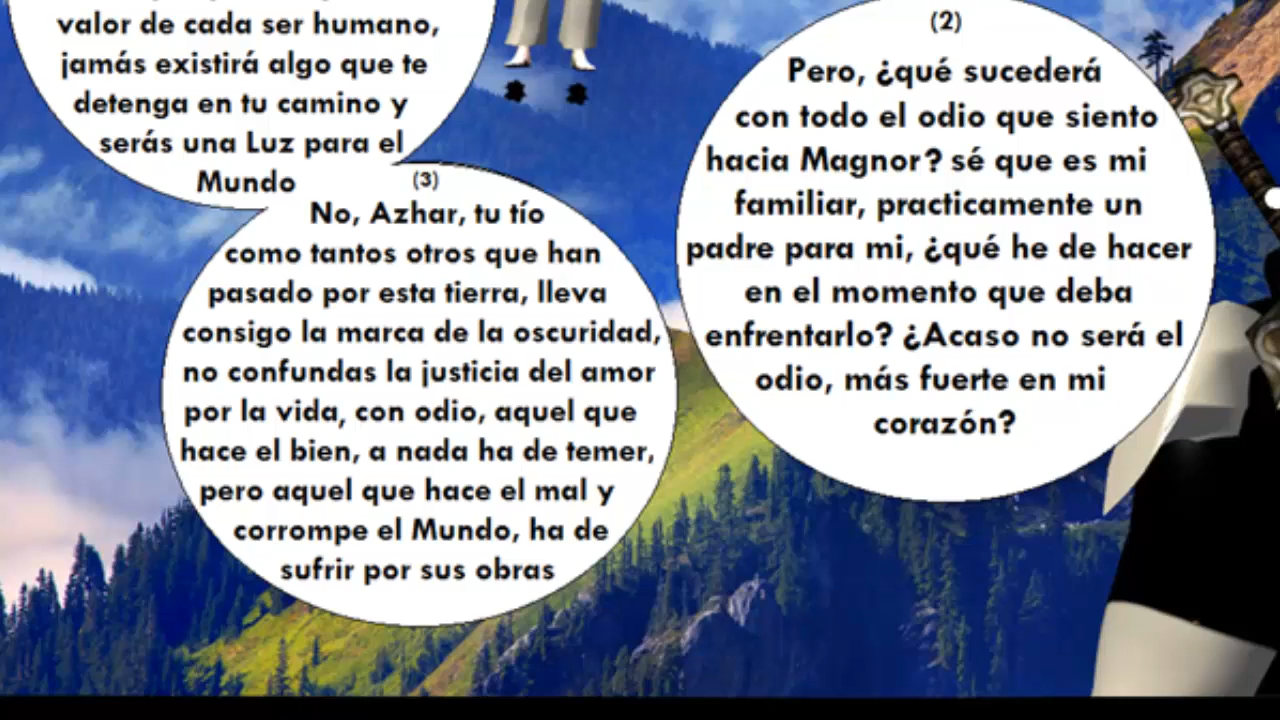 valor de cada ser humano,
jamás existirá algo que te
detenga en tu camino y
serás una Luz para el
Mundo
(2)
Pero, ¿qué sucederá
con todo el odio que siento
hacia Magnor? sé que es mi
familiar, practicamente un
padre para mi, ¿qué he de hacer
en el momento que deba
enfrentarlo? ¿Acaso no será el
odio, más fuerte en mi
corazón?
(3)
No, Azhar, tu tío
como tantos otros que han
pasado por esta tierra, lleva
consigo la marca de la oscuridad,
no confundas la justicia del amor
por la vida, con odio, aquel que
hace el bien, a nada ha de temer,
pero aquel que hace el mal y
corrompe el Mundo, ha de
sufrir por sus obras